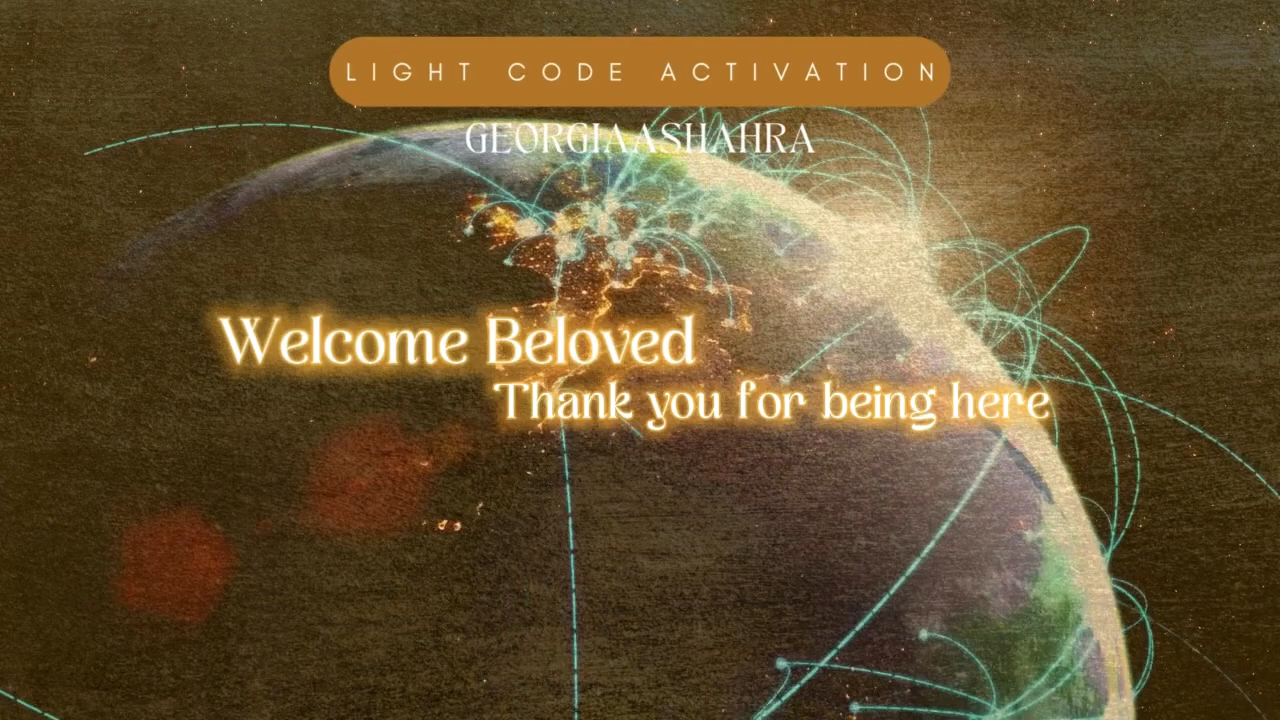 LIGHT CODE ACTIVATION
GEORGIAASHAHRA
Welcome Beloved
Thank you for being here